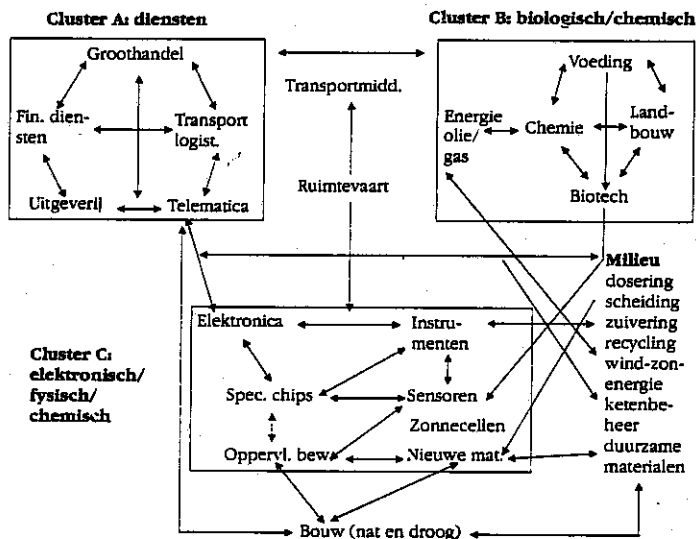 Cluster A: diensten
Cluster B: biologisch/chemisch
Groothandel
Fin. dien-
sten
Transport
logist.
Uitgeverij
Telematica
Transportmidd.
Ruimtevaart
Voeding
Energie
olie/
gas
Chemie
Land-
bouw
Biotech
Milieu
dosering
scheiding
zuivering
recycling
wind-zon-
energie
ketenbe-
heer
duurzame
materialen
Cluster C:
elektronisch/
fysisch/
chemisch
Elektronica
Instru-
menten
Spec. chips
Sensoren
Zonnecellen
Oppervl. bew.
Nieuwe mat.
Bouw (nat en droog)